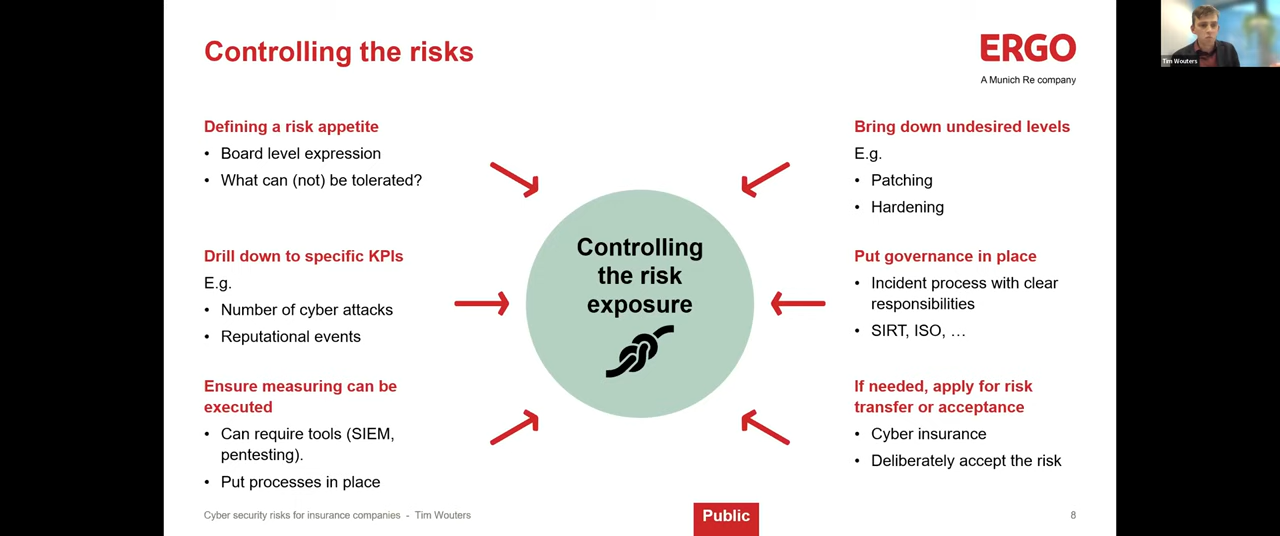 Controlling the risks
ERGO
A Munich Re company
Tim Wouters
Defining a risk appetite
• Board level expression
• What can (not) be tolerated?
Drill down to specific KPIs
E.g.
• Number of cyber attacks
• Reputational events
Ensure measuring can be
executed
• Can require tools (SIEM,
pentesting).
• Put processes in place
Controlling
the risk
exposure
Bring down undesired levels
E.g.
• Patching
• Hardening
Put governance in place
• Incident process with clear
responsibilities
• SIRT, ISO, …
If needed, apply for risk
transfer or acceptance
• Cyber insurance
• Deliberately accept the risk
Cyber security risks for insurance companies - Tim Wouters
Public
8